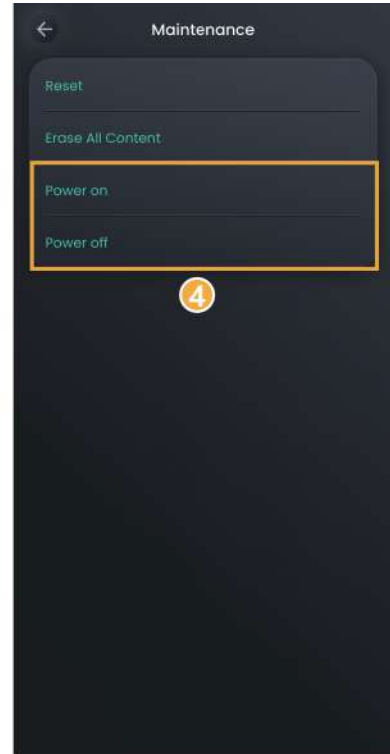 Maintenance
Reset
Erase All Content
Power on
Power off
4